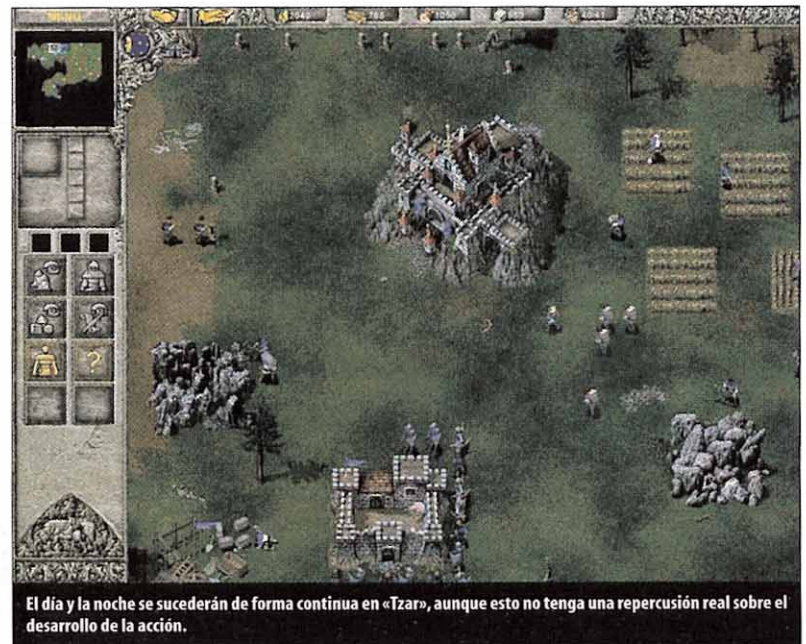 MENU
El día y la noche se sucederán de forma continua en «Tzar», aunque esto no tenga una repercusión real sobre el
desarrollo de la acción.